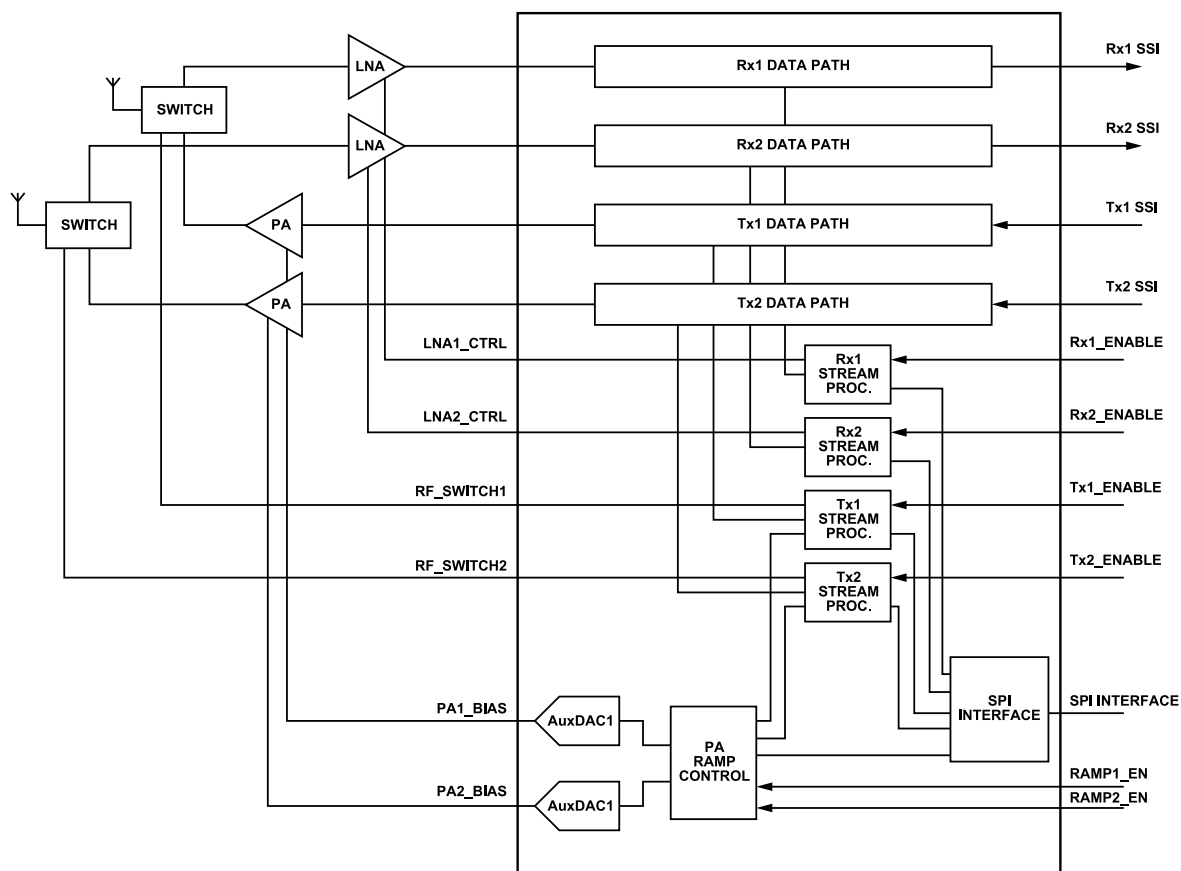 LNA
Rx1 DATA PATH
Rx1 SSI
SWITCH
LNA
Rx2 DATA PATH
Rx2 SSI
SWITCH
PA
Tx1 DATA PATH
Tx1 SSI
PA
Tx2 DATA PATH
Tx2 SSI
LNA1_CTRL
Rx1
STREAM
PROC.
Rx1_ENABLE
LNA2_CTRL
Rx2
STREAM
PROC.
Rx2_ENABLE
RF_SWITCH1
Tx1
STREAM
PROC.
Tx1_ENABLE
RF_SWITCH2
Tx2
STREAM
PROC.
Tx2_ENABLE
PA1_BIAS
AuxDAC1
PA
RAMP
CONTROL
SPI
INTERFACE
SPI INTERFACE
PA2_BIAS
AuxDAC1
RAMP1_EN
RAMP2_EN